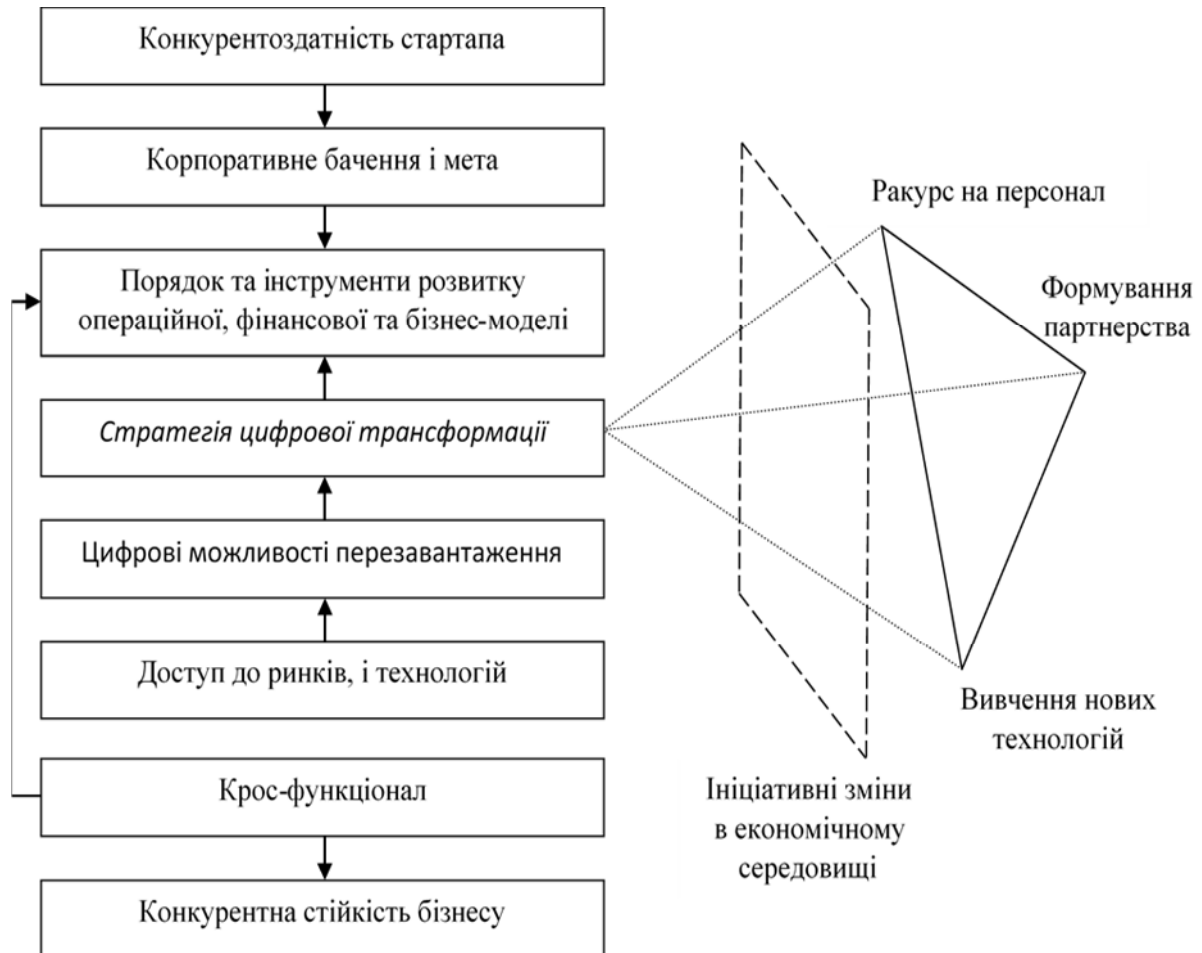 Конкурентоздатність стартапа
Корпоративне бачення і мета
Порядок та інструменти розвитку
операційної, фінансової та бізнес-моделі
Стратегія цифрової трансформації
Цифрові можливості перезавантаження
Доступ до ринків, і технологій
Крос-функціонал
Конкурентна стійкість бізнесу
Ракурс на персонал
Формування
партнерства
Вивчення нових
технологій
Ініціативні зміни
в економічному
середовищі